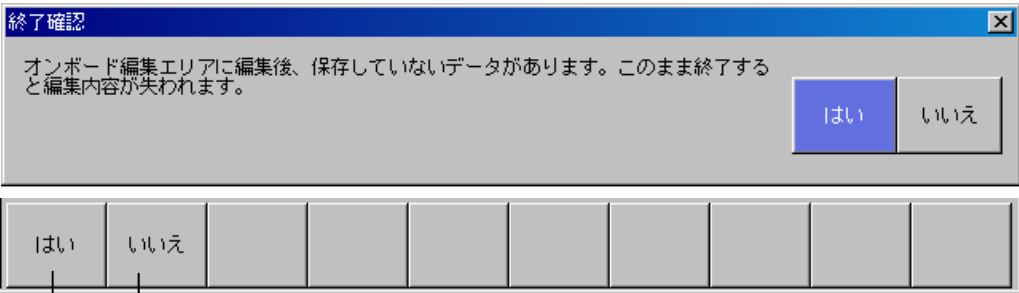 終了確認
オンボード編集エリアに編集後、保存していないデータがあります。このまま終了する
と編集内容が失われます。
はい いいえ
はい いいえ